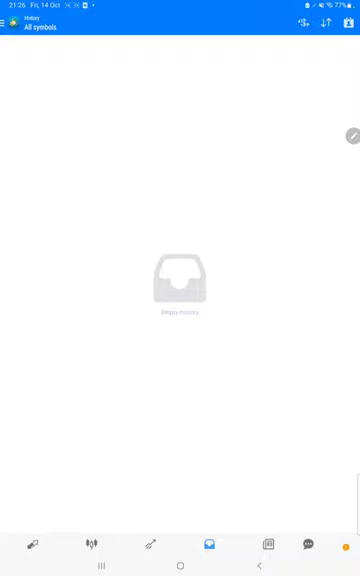 21:26 Fri, 14 Oct
77%
History
All symbols
Empty history